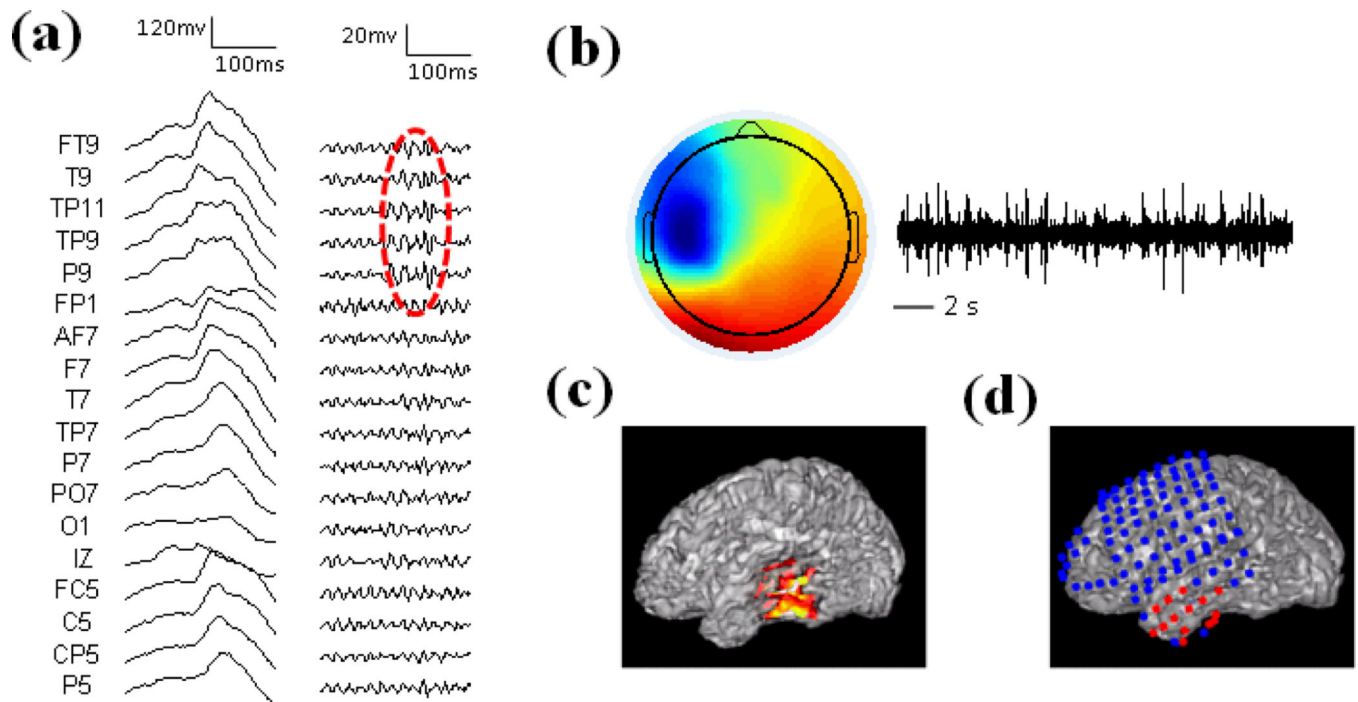 (a)
120mv
100ms
20mv
100ms
FT9
T9
TP11
TP9
P9
FP1
AF7
F7
T7
TP7
P7
PO7
O1
IZ
FC5
C5
CP5
P5
(b)
2 s
(c)
(d)